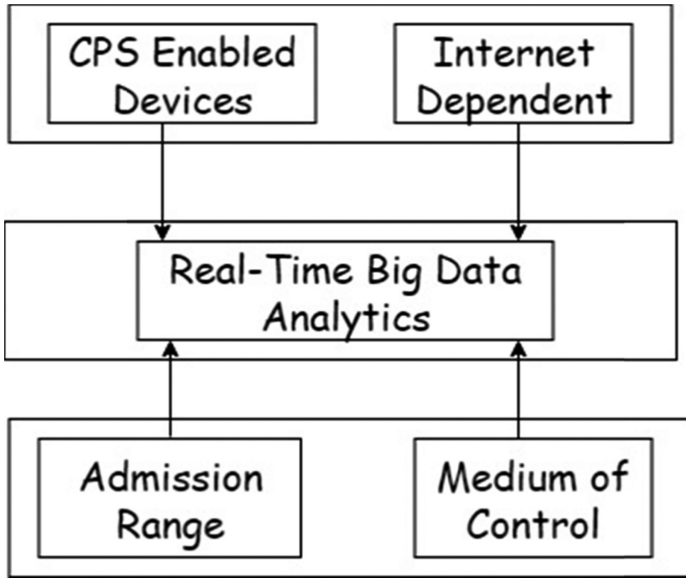 CPS Enabled
Devices
Internet
Dependent
Real-Time Big Data
Analytics
Admission
Range
Medium of
Control